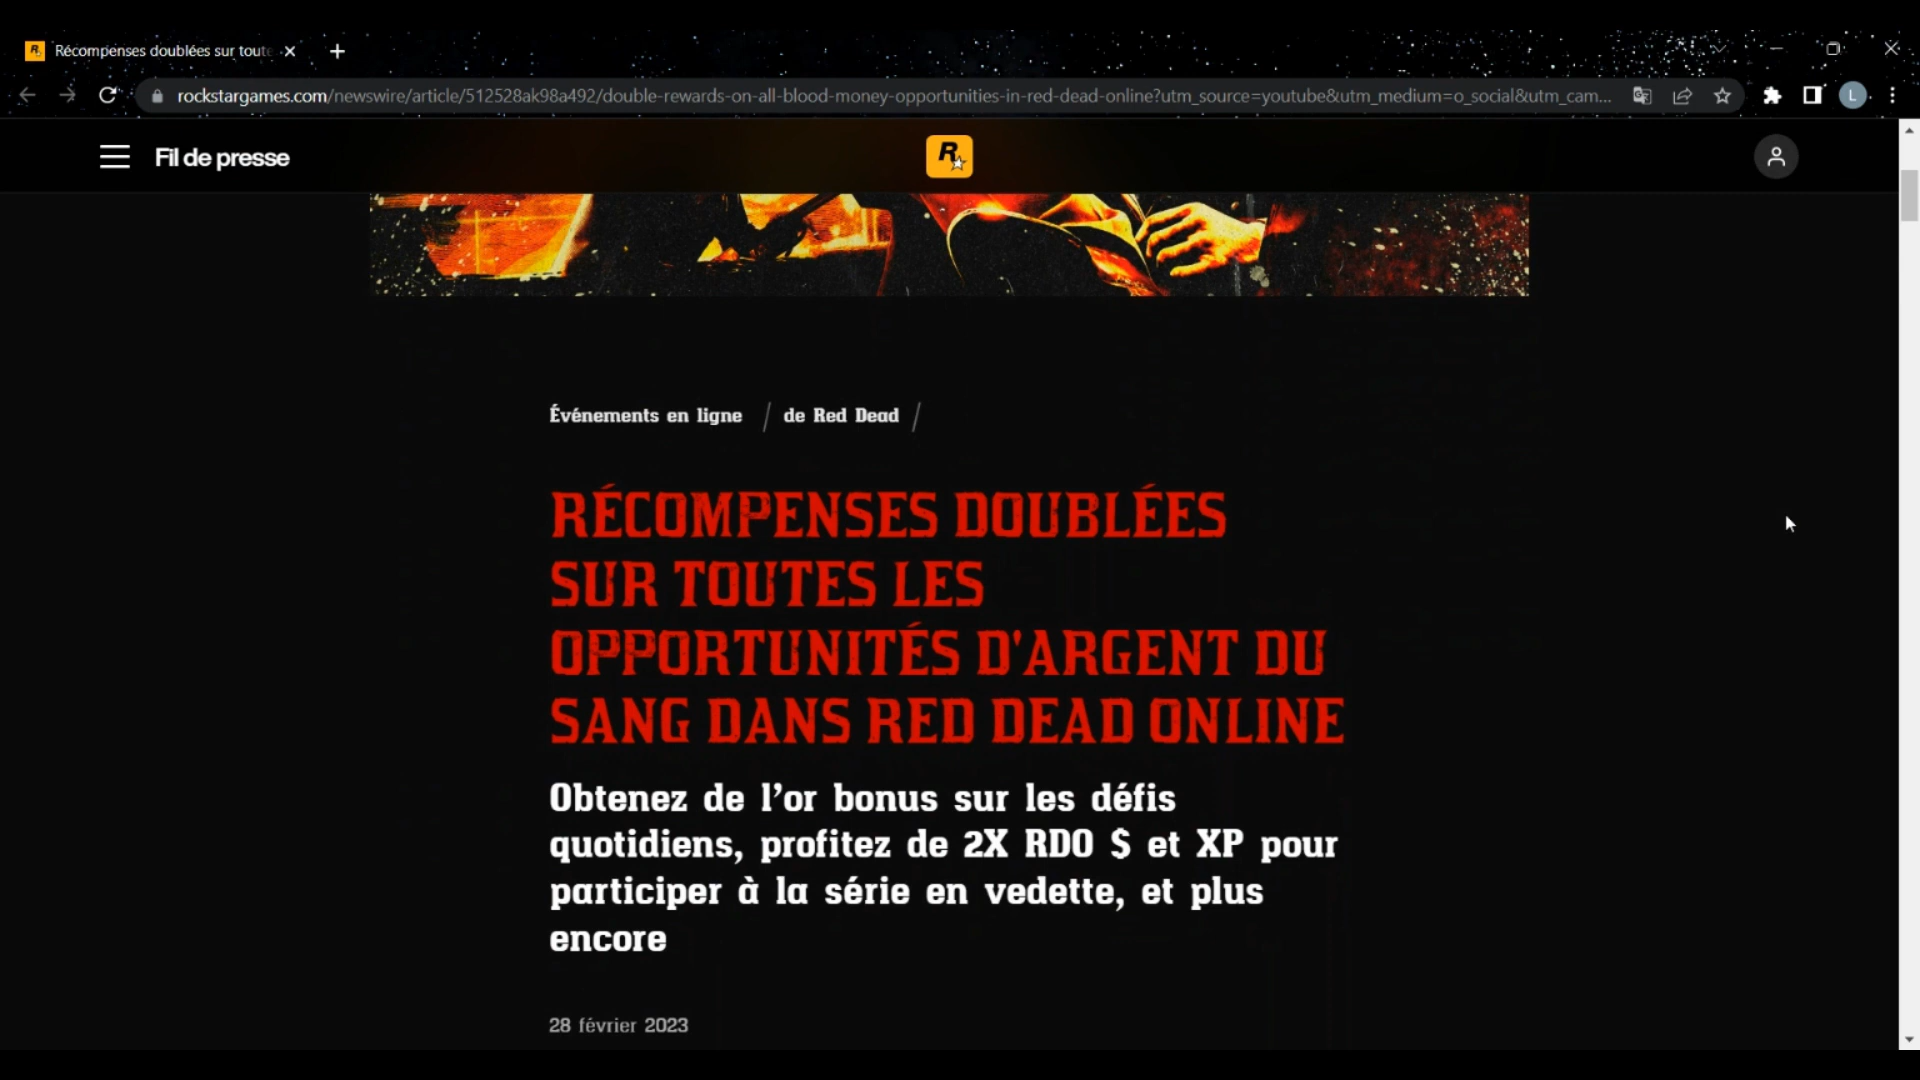 Récompenses doublées sur toute
rockstargames.com/newswire/article/512528ak98a492/double-rewards-on-all-blood-money-opportunities-in-red-dead-online?utm_source=youtube&utm_medium=o_social&utm_cam...
L
Fil de presse
R
Événements en ligne / de Red Dead /
RÉCOMPENSES DOUBLÉES
SUR TOUTES LES
OPPORTUNITÉS D'ARGENT DU
SANG DANS RED DEAD ONLINE
Obtenez de l’or bonus sur les défis
quotidiens, profitez de 2X RDO $ et XP pour
participer à la série en vedette, et plus
encore
28 février 2023